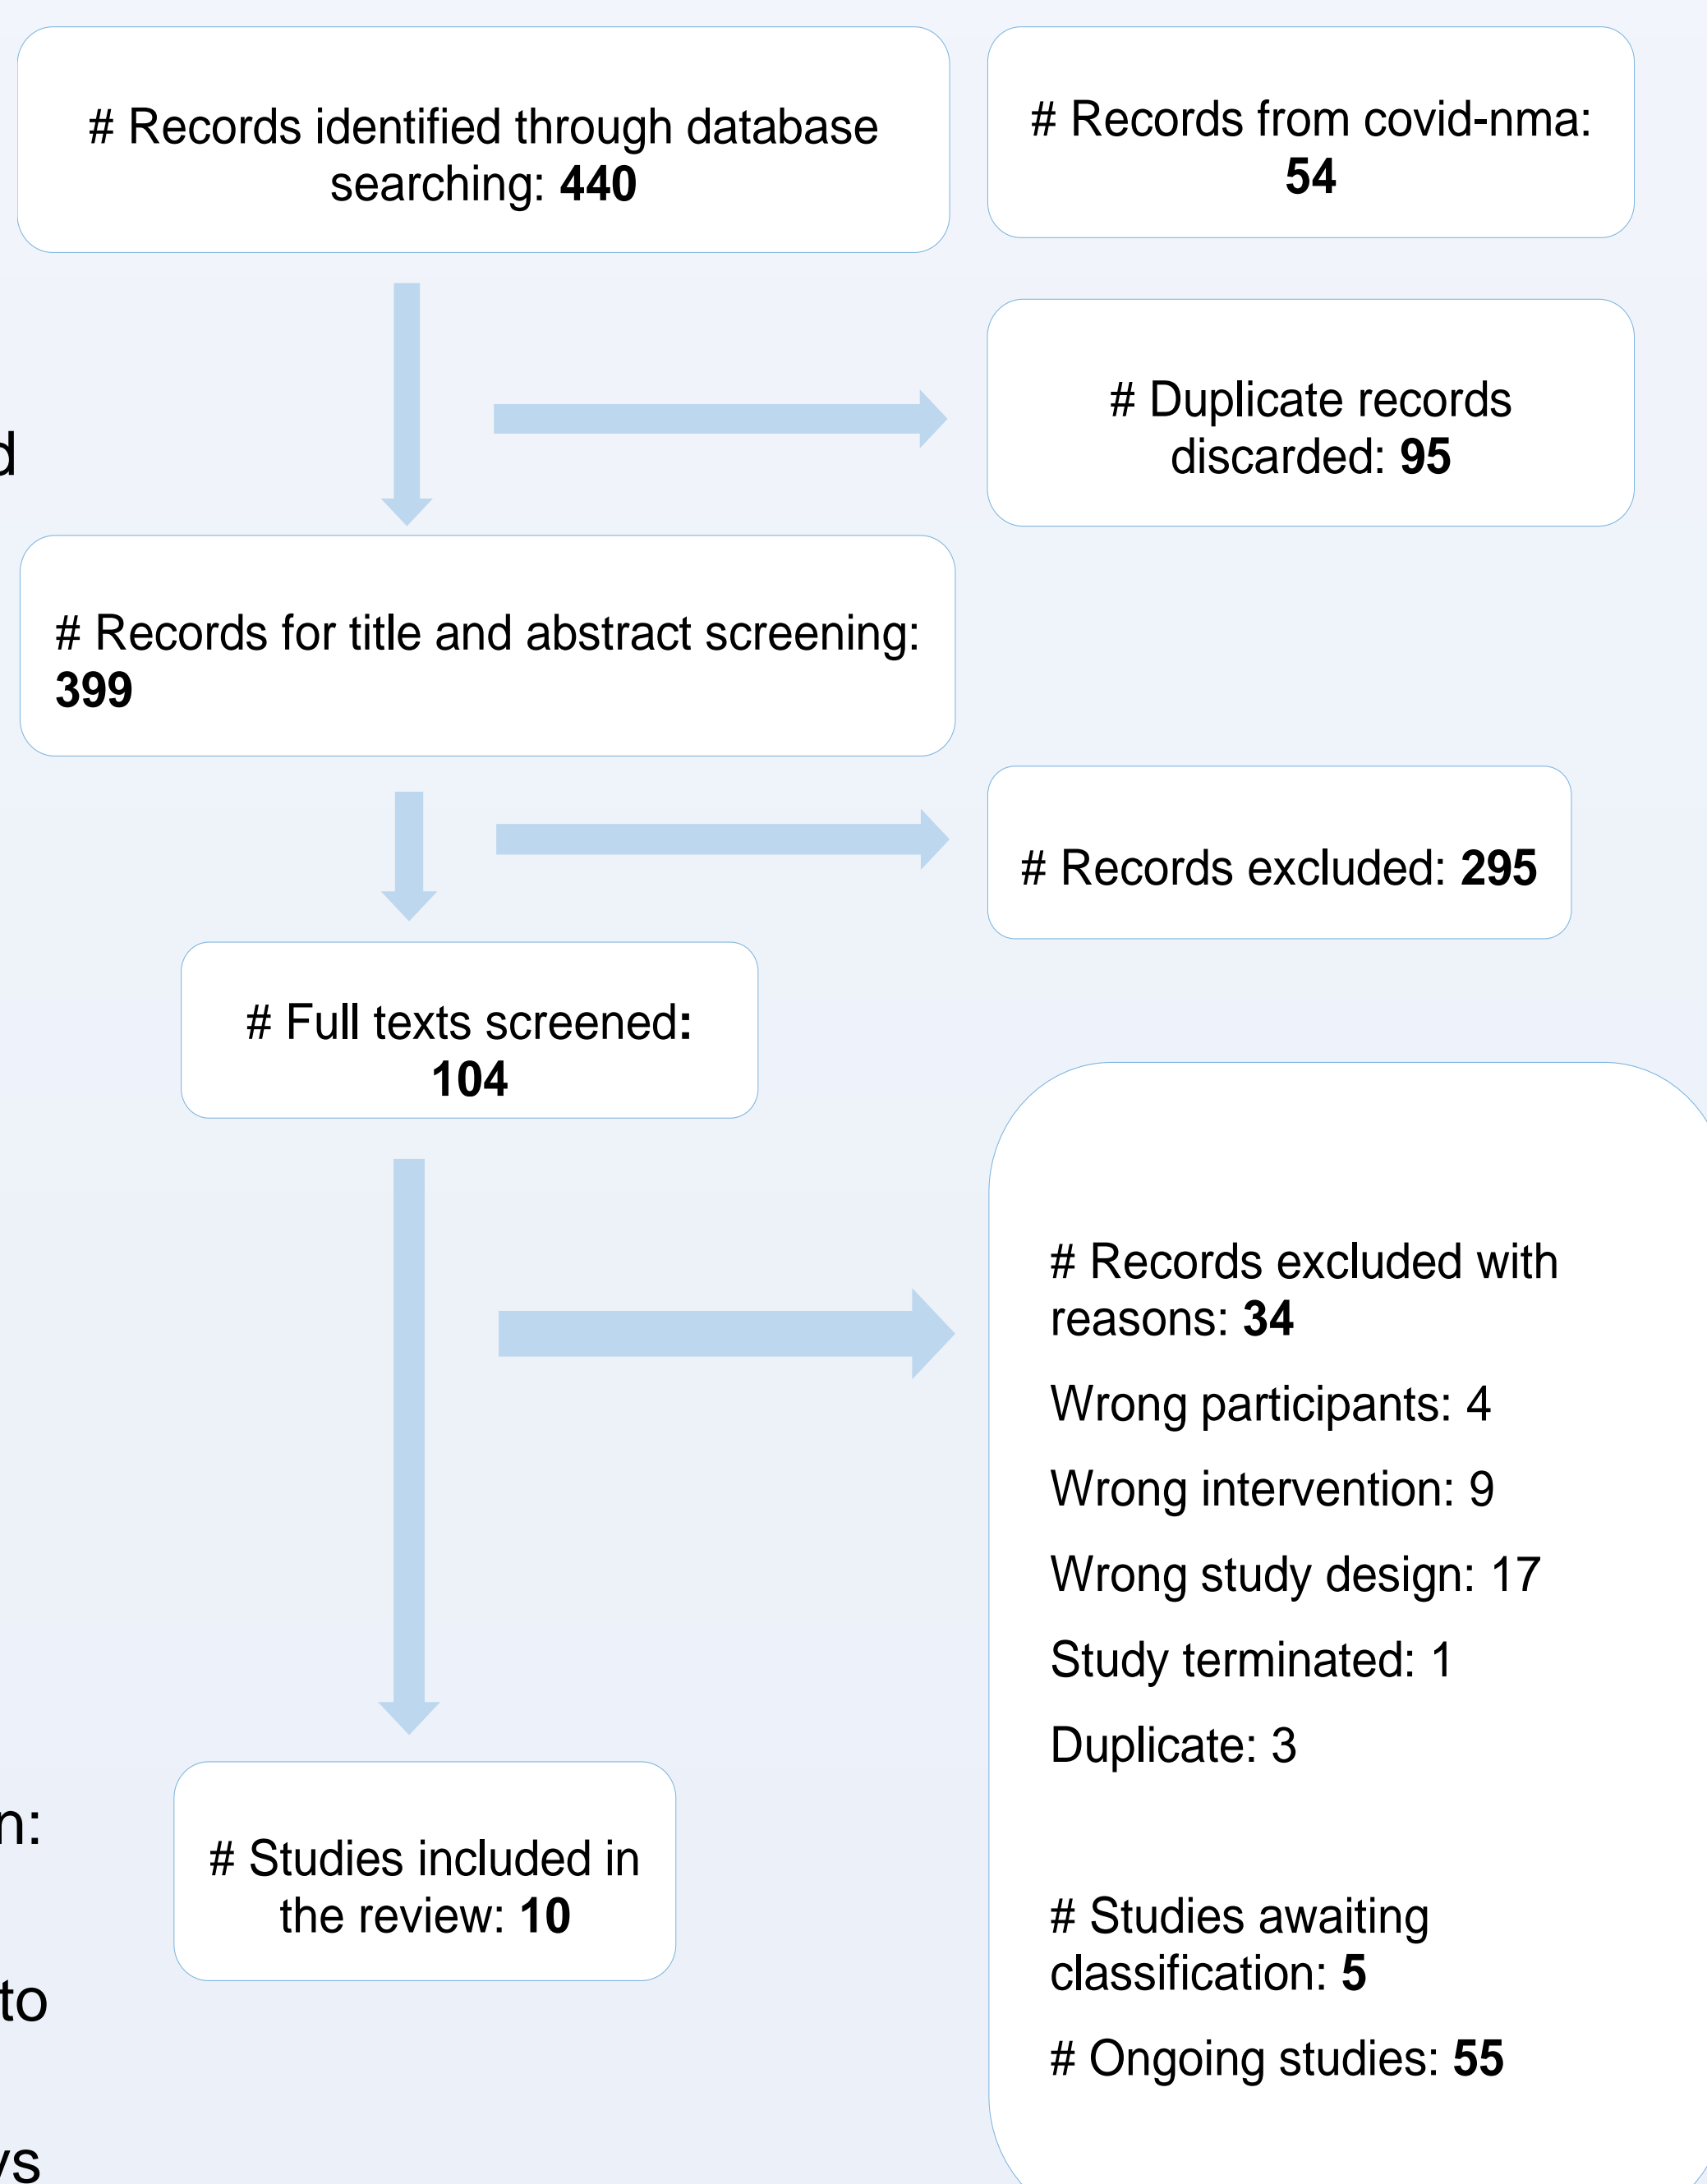 # Records identified through database
searching: 440
# Records from covid-nma:
54
# Duplicate records
discarded: 95
# Records for title and abstract screening:
399
# Records excluded: 295
# Full texts screened:
104
# Records excluded with
reasons: 34
Wrong participants: 4
Wrong intervention: 9
Wrong study design: 17
Study terminated: 1
Duplicate: 3
# Studies included in
the review: 10
# Studies awaiting
classification: 5
# Ongoing studies: 55
to